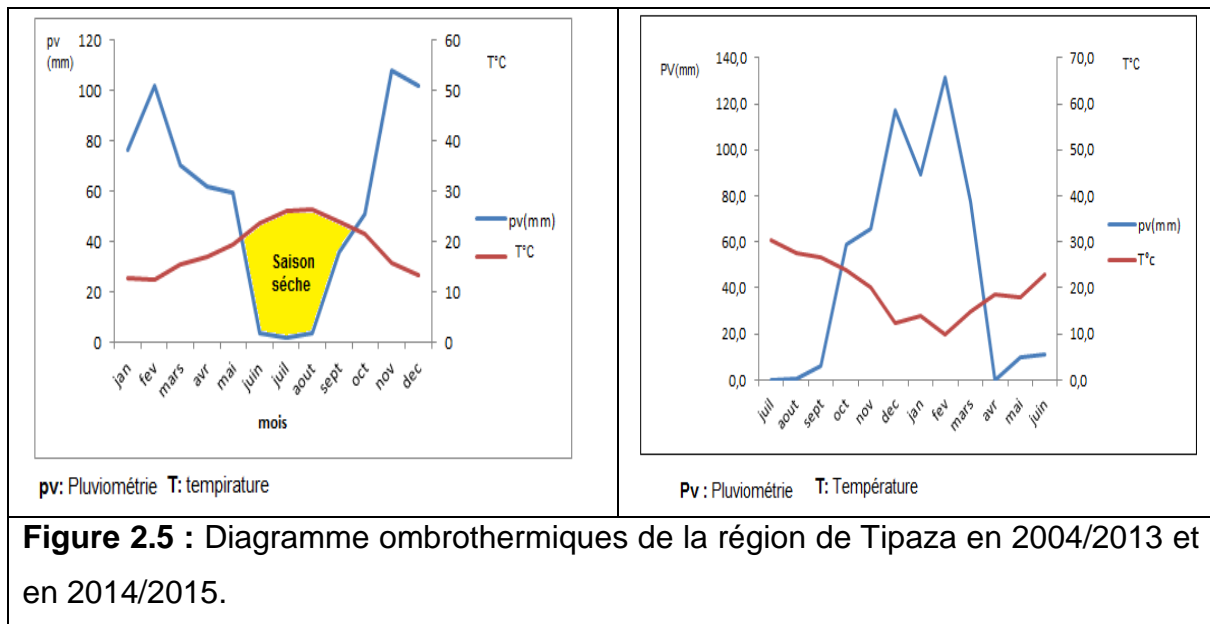 pv
(mm)
120
100
80
60
40
20
0
60
50
40
30
20
10
0
T°C
Saison
séche
pv(mm)
T°C
jan fev mars avr mai juin juil aout sept oct nov dec
mois
pv: Pluviométrie T: tempirature
PV(mm)
140,0
120,0
100,0
80,0
60,0
40,0
20,0
0,0
70,0
60,0
50,0
40,0
30,0
20,0
10,0
0,0
T°C
pv(mm)
T°c
juil aout sept oct nov dec jan fev mars avr mai juin
Pv : Pluviométrie T: Température
Figure 2.5 : Diagramme ombrothermiques de la région de Tipaza en 2004/2013 et
en 2014/2015.